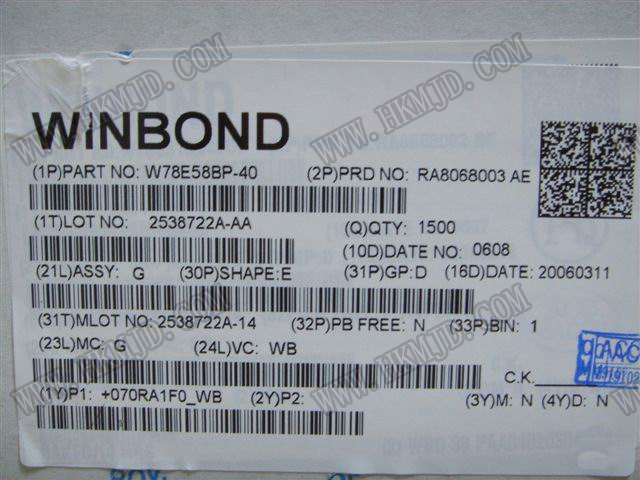 WINBOND
(1P)PART NO: W78E58BP-40 (2P)PRD NO: RA8068003 AE
(1T)LOT NO: 2538722A-AA (Q)QTY: 1500
(10D)DATE NO: 0608
(21L)ASSY: G (30P)SHAPE:E (31P)GP:D (16D)DATE: 20060311
(31T)MLOT NO: 2538722A-14 (32P)PB FREE: N (33P)BIN: 1
(23L)MC: G (24L)VC: WB
C.K.
(1Y)P1: +070RA1F0_WB (2Y)P2: (3Y)M: N (4Y)D: N
WWW.HKMJD.COM
WWW.HKMJD.COM
WWW.HKMJD.COM
WWW.HKMJD.COM